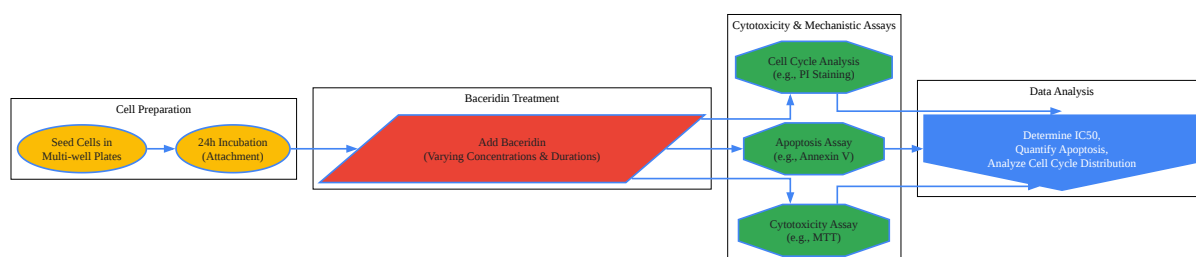 Cell Preparation
Seed Cells in
Multi-well Plates
24h Incubation
(Attachment)
Baceridin Treatment
Add Baceridin
(Varying Concentrations & Durations)
Cytotoxicity & Mechanistic Assays
Cell Cycle Analysis
(e.g., PI Staining)
Apoptosis Assay
(e.g., Annexin V)
Cytotoxicity Assay
(e.g., MTT)
Data Analysis
Determine IC50,
Quantify Apoptosis,
Analyze Cell Cycle Distribution